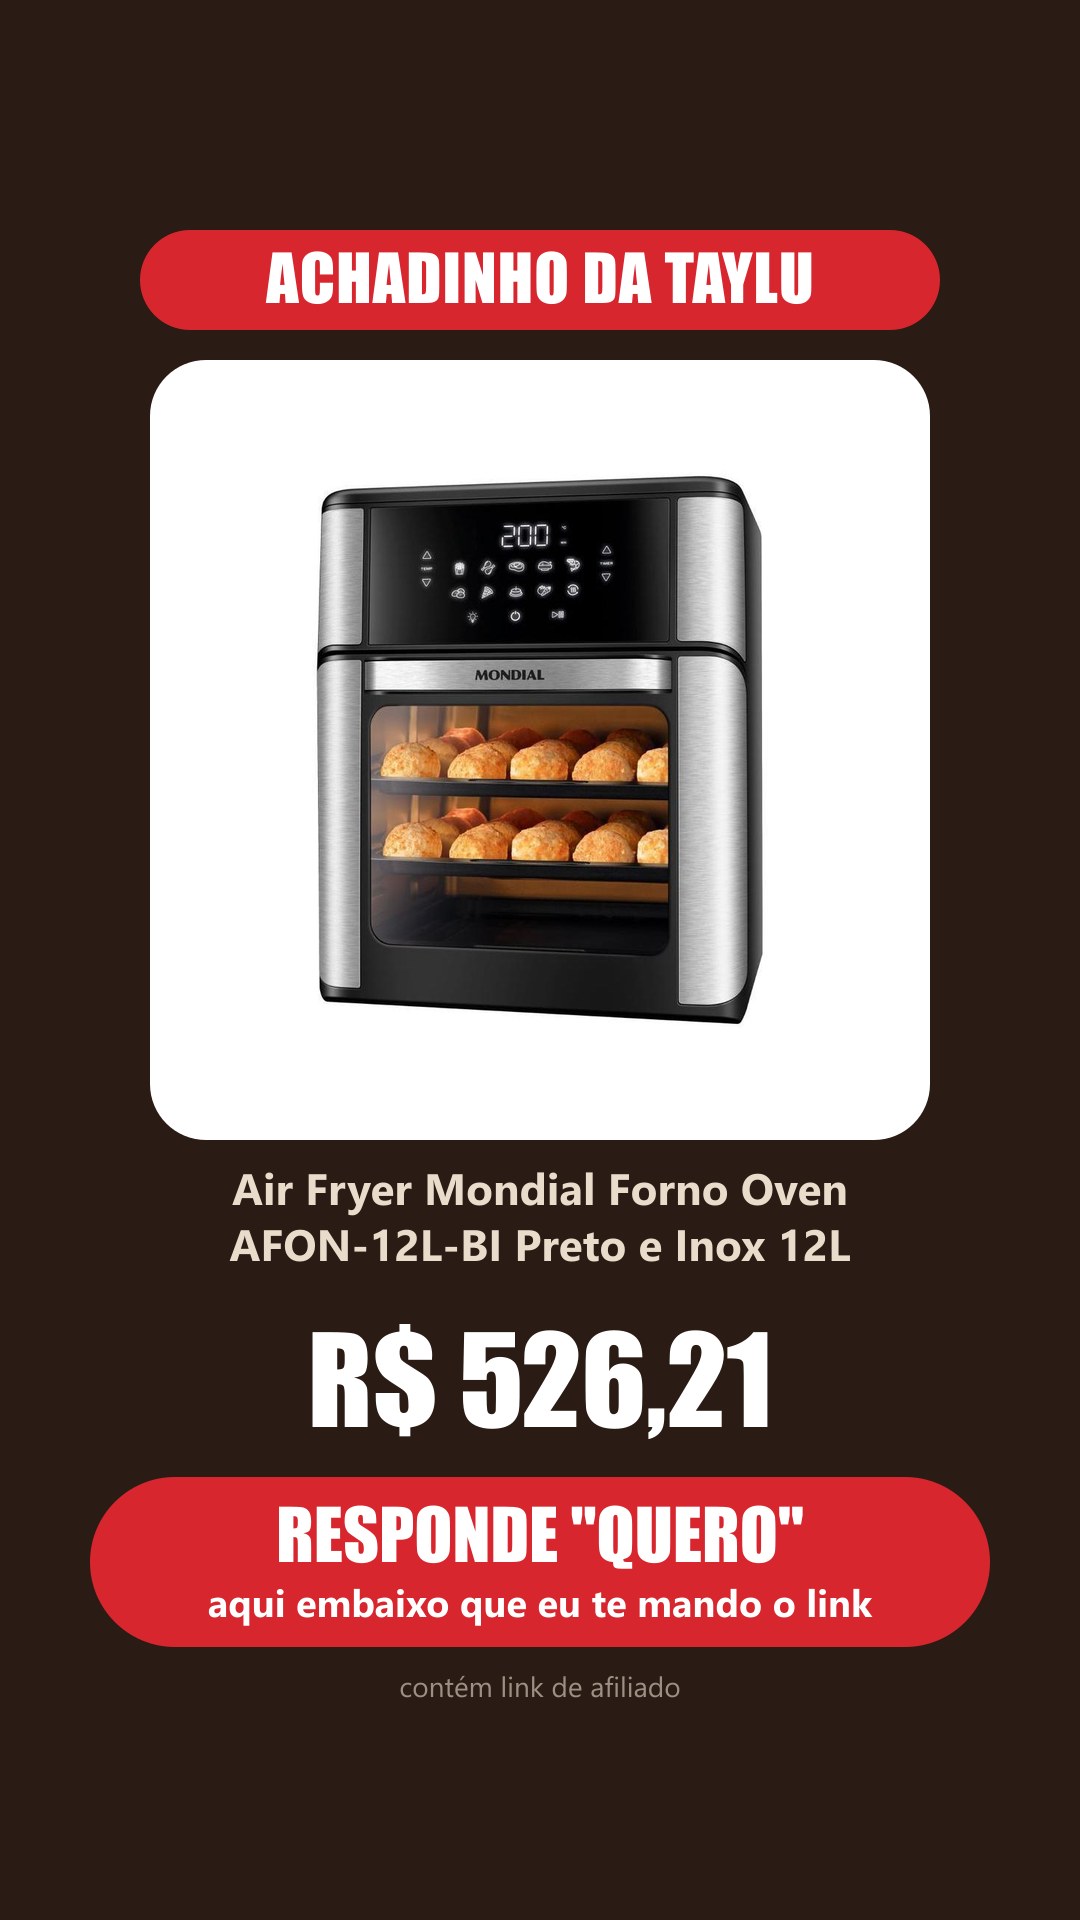 ACHADINHO DA TAYLU
200
MONDIAL
Air Fryer Mondial Forno Oven
AFON-12L-BI Preto e Inox 12L
R$ 526,21
RESPONDE "QUERO"
aqui embaixo que eu te mando o link
contém link de afiliado